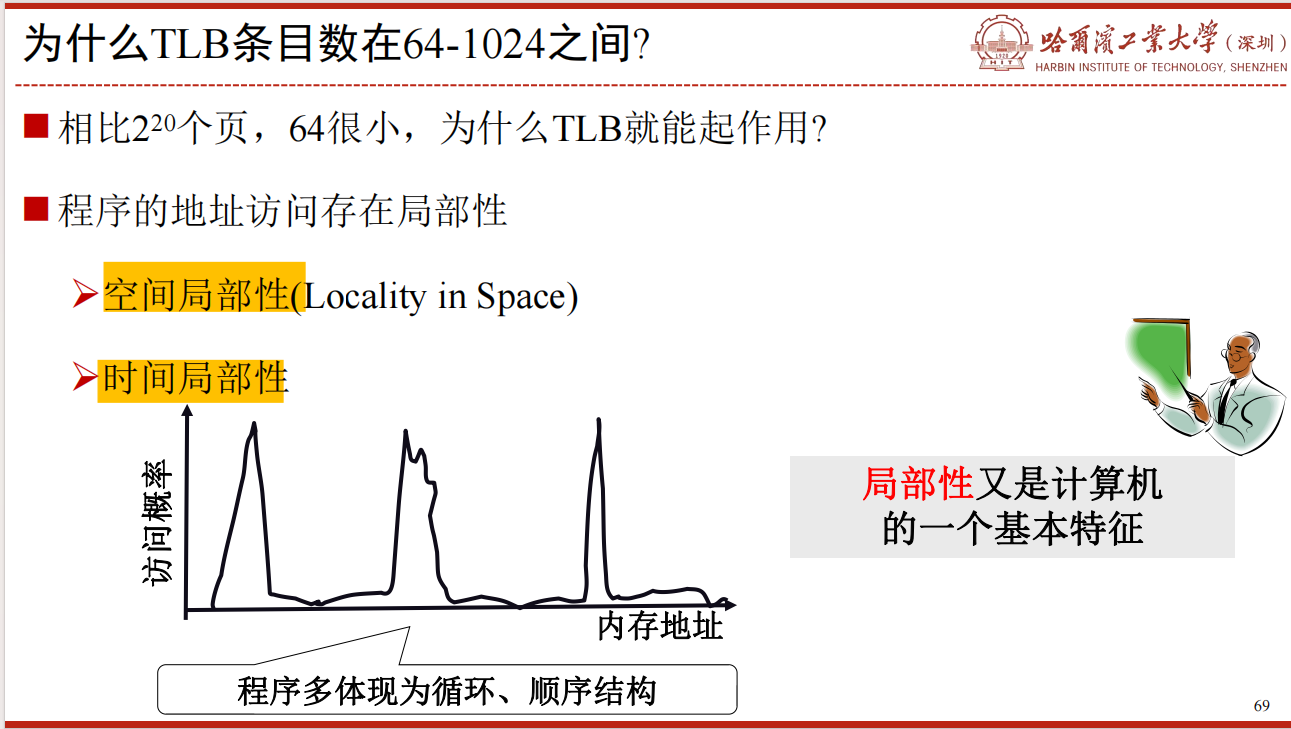 为什么TLB条目数在64-1024之间?
哈爾濱工業大學(深圳)
HARBIN INSTITUTE OF TECHNOLOGY, SHENZHEN
相比2²⁰个页，64很小，为什么TLB就能起作用?
程序的地址访问存在局部性
空间局部性(Locality in Space)
时间局部性
访问概率
内存地址
程序多体现为循环、顺序结构
局部性又是计算机
的一个基本特征
69